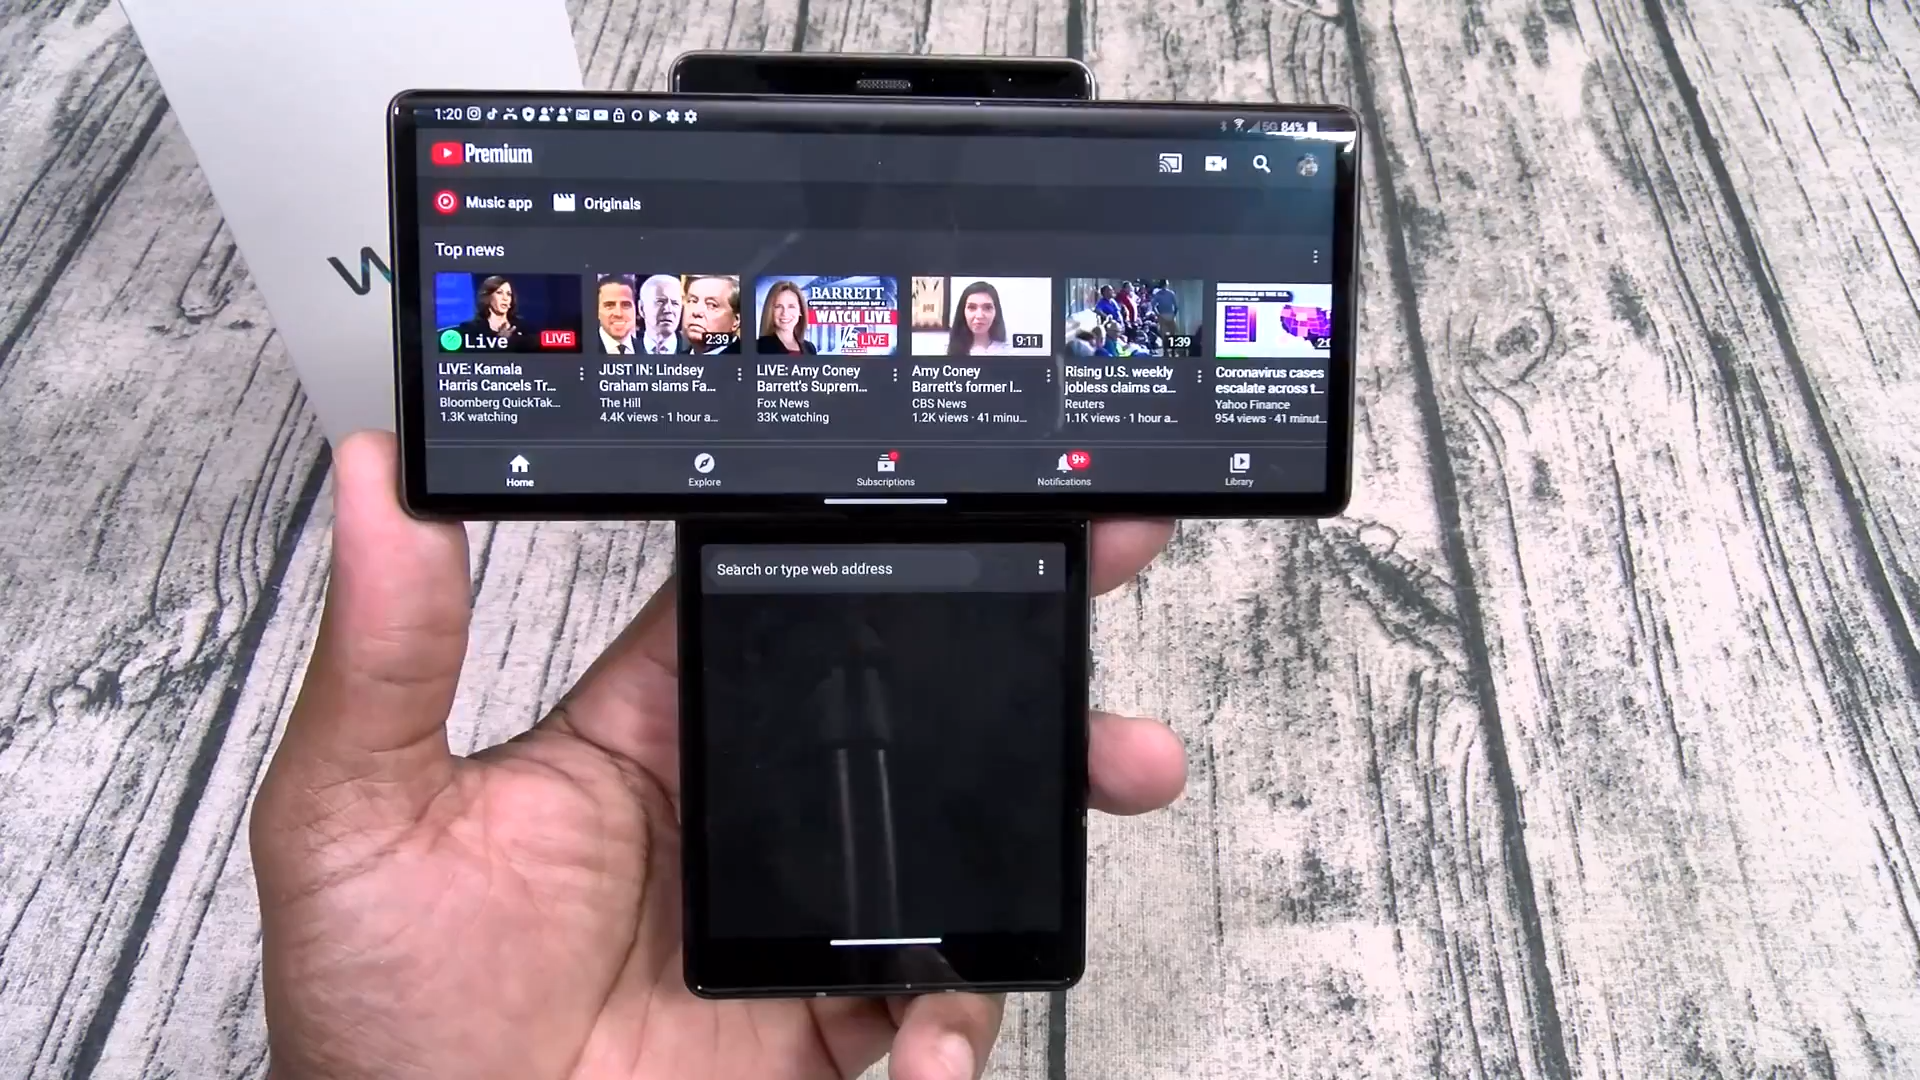 W
1:20
5G 84%
Premium
Music app
Originals
Top news
Live
LIVE
2:39
BARRETT
WATCH LIVE
LIVE
9:11
1:39
LIVE: Kamala
Harris Cancels Tr...
Bloomberg QuickTak...
1.3K watching
JUST IN: Lindsey
Graham slams Fa...
The Hill
4.4K views · 1 hour a...
LIVE: Amy Coney
Barrett's Suprem...
Fox News
33K watching
Amy Coney
Barrett's former l...
CBS News
1.2K views · 41 minu...
Rising U.S. weekly
jobless claims ca...
Reuters
1.1K views · 1 hour a...
Coronavirus cases
escalate across t...
Yahoo Finance
954 views · 41 minut...
Home
Explore
Subscriptions
9+
Notifications
Library
Search or type web address